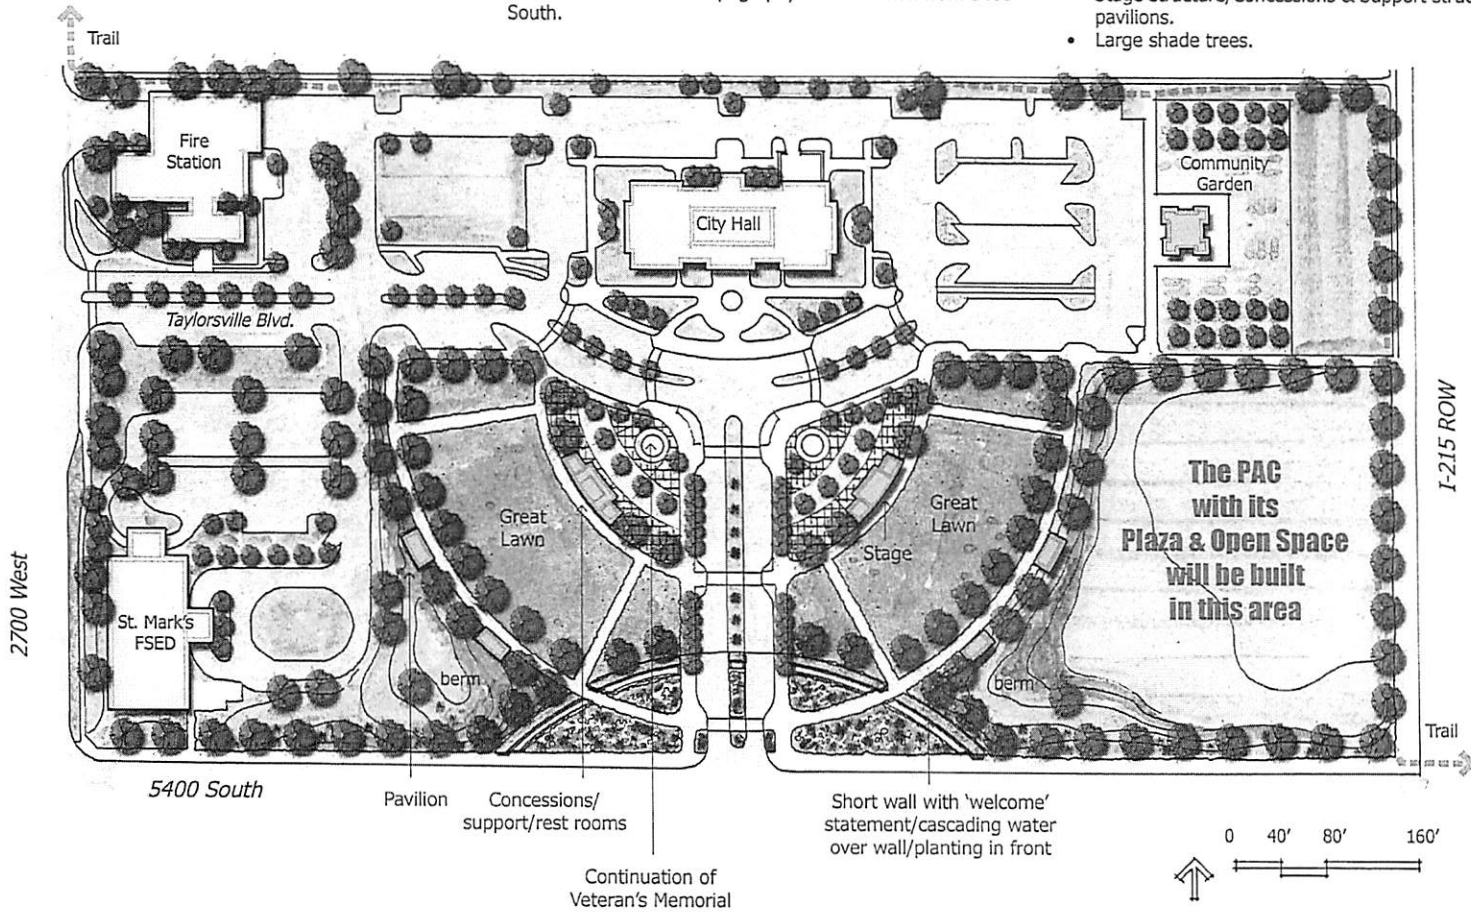 South.
pavilions.
• Large shade trees.
Trail
Fire
Station
City Hall
Community
Garden
Taylorsville Blvd.
Great
Lawn
Stage
Great
Lawn
The PAC
with its
Plaza & Open Space
will be built
in this area
I-215 ROW
2700 West
St. Mark's
FSED
berm
berm
Trail
5400 South
Pavilion
Concessions/
support/rest rooms
Continuation of
Veteran's Memorial
Short wall with 'welcome'
statement/cascading water
over wall/planting in front
0 40' 80' 160'